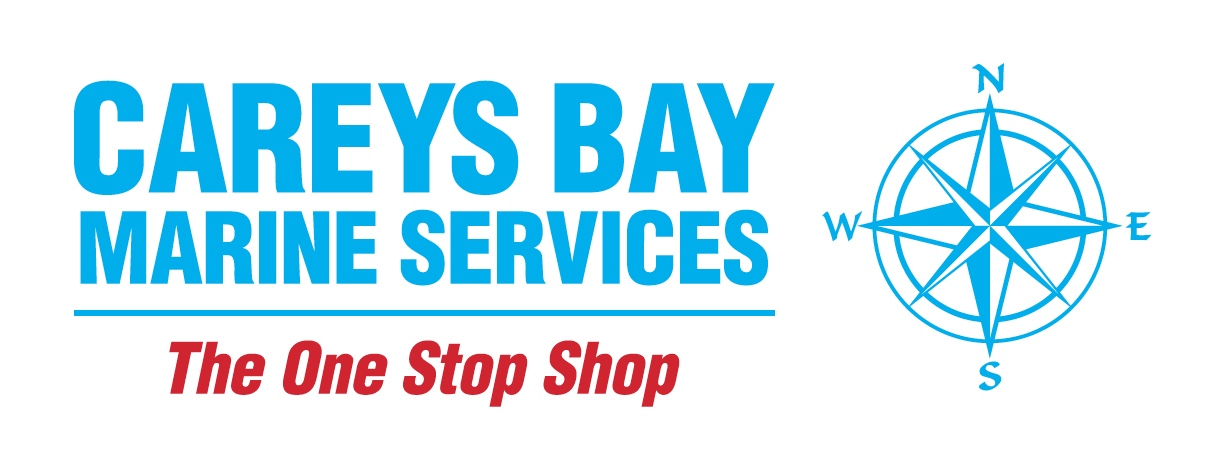 CAREYS BAY
MARINE SERVICES
The One Stop Shop
N
W
E
S